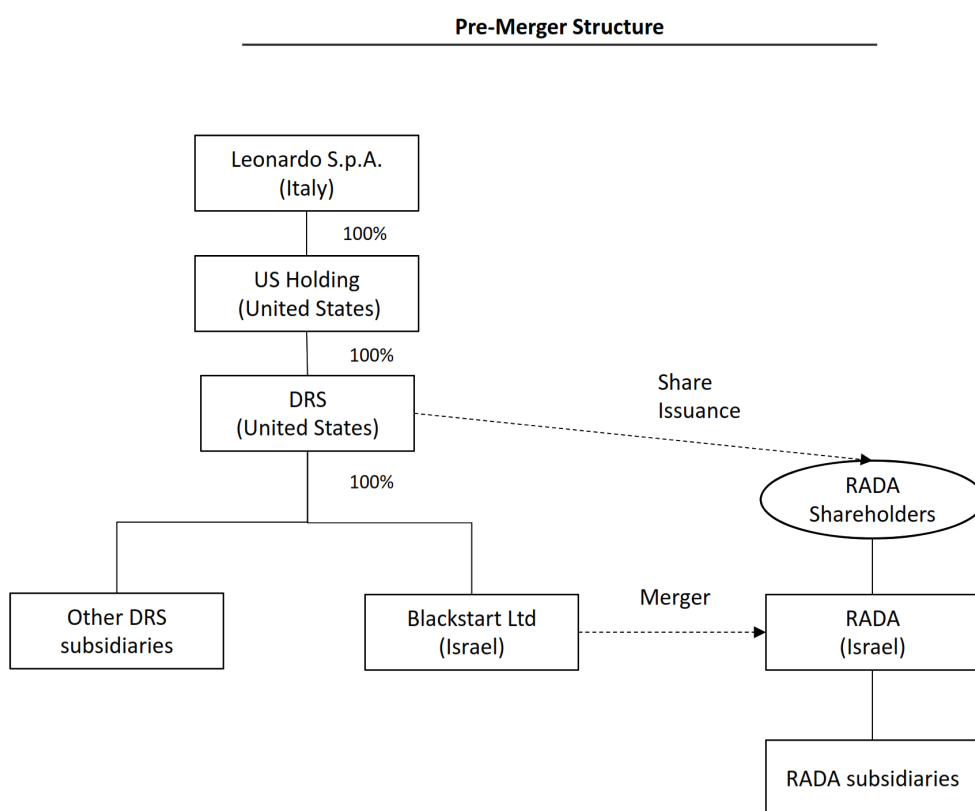 Pre-Merger Structure
Leonardo S.p.A.
(Italy)
100%
US Holding
(United States)
100%
DRS
(United States)
Share
Issuance
100%
RADA
Shareholders
Other DRS
subsidiaries
Blackstart Ltd
(Israel)
Merger
RADA
(Israel)
RADA subsidiaries